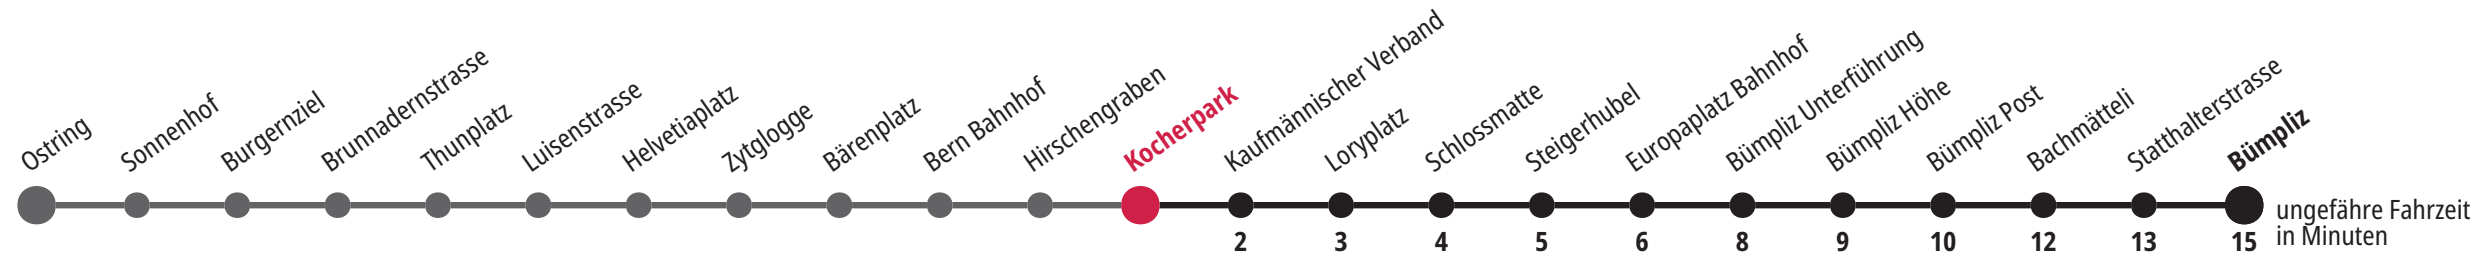 Ostring
Sonnenhof
Burgernziel
Brunnadernstrasse
Thunplatz
Luisenstrasse
Helvetiaplatz
Zytglogge
Bärenplatz
Bern Bahnhof
Hirschengraben
Kocherpark
Kaufmännischer Verband
Loryplatz
Schlossmatte
Steigerhubel
Europaplatz Bahnhof
Bümpliz Unterführung
Bümpliz Höhe
Bümpliz Post
Bachmätteli
Statthalterstrasse
Bümpliz
2 3 4 5 6 8 9 10 12 13 15
ungefähre Fahrzeit
in Minuten